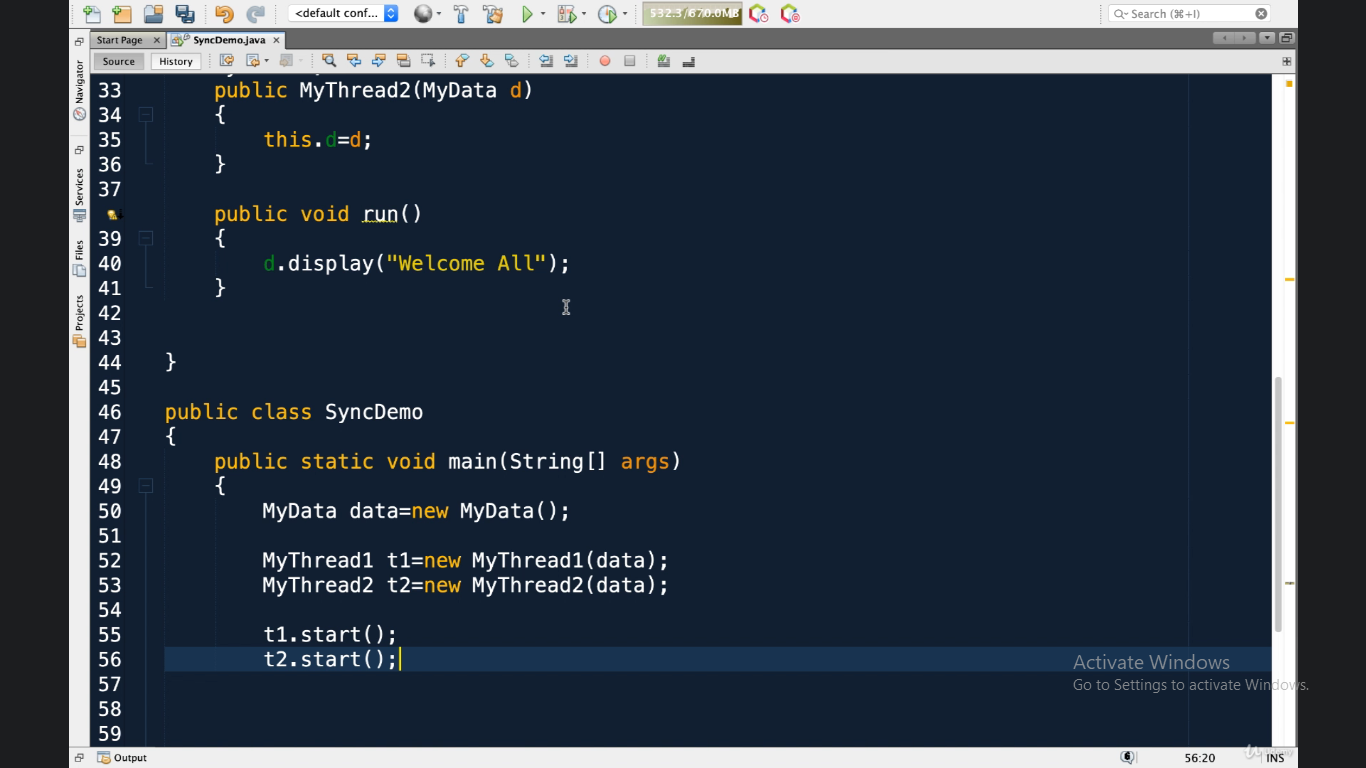 <default conf...
532.3/670.0MB
Search (⌘+I)
Start Page
SyncDemo.java
Source
History
Navigator
Services
Files
Projects
33 public MyThread2(MyData d)
34 {
35 this.d=d;
36 }
37
public void run()
39 {
40 d.display("Welcome All");
41 }
42
43
44 }
45
46 public class SyncDemo
47 {
48 public static void main(String[] args)
49 {
50 MyData data=new MyData();
51
52 MyThread1 t1=new MyThread1(data);
53 MyThread2 t2=new MyThread2(data);
54
55 t1.start();
56 t2.start();
57
58
59
Activate Windows
Go to Settings to activate Windows.
Output
6
56:20
INS